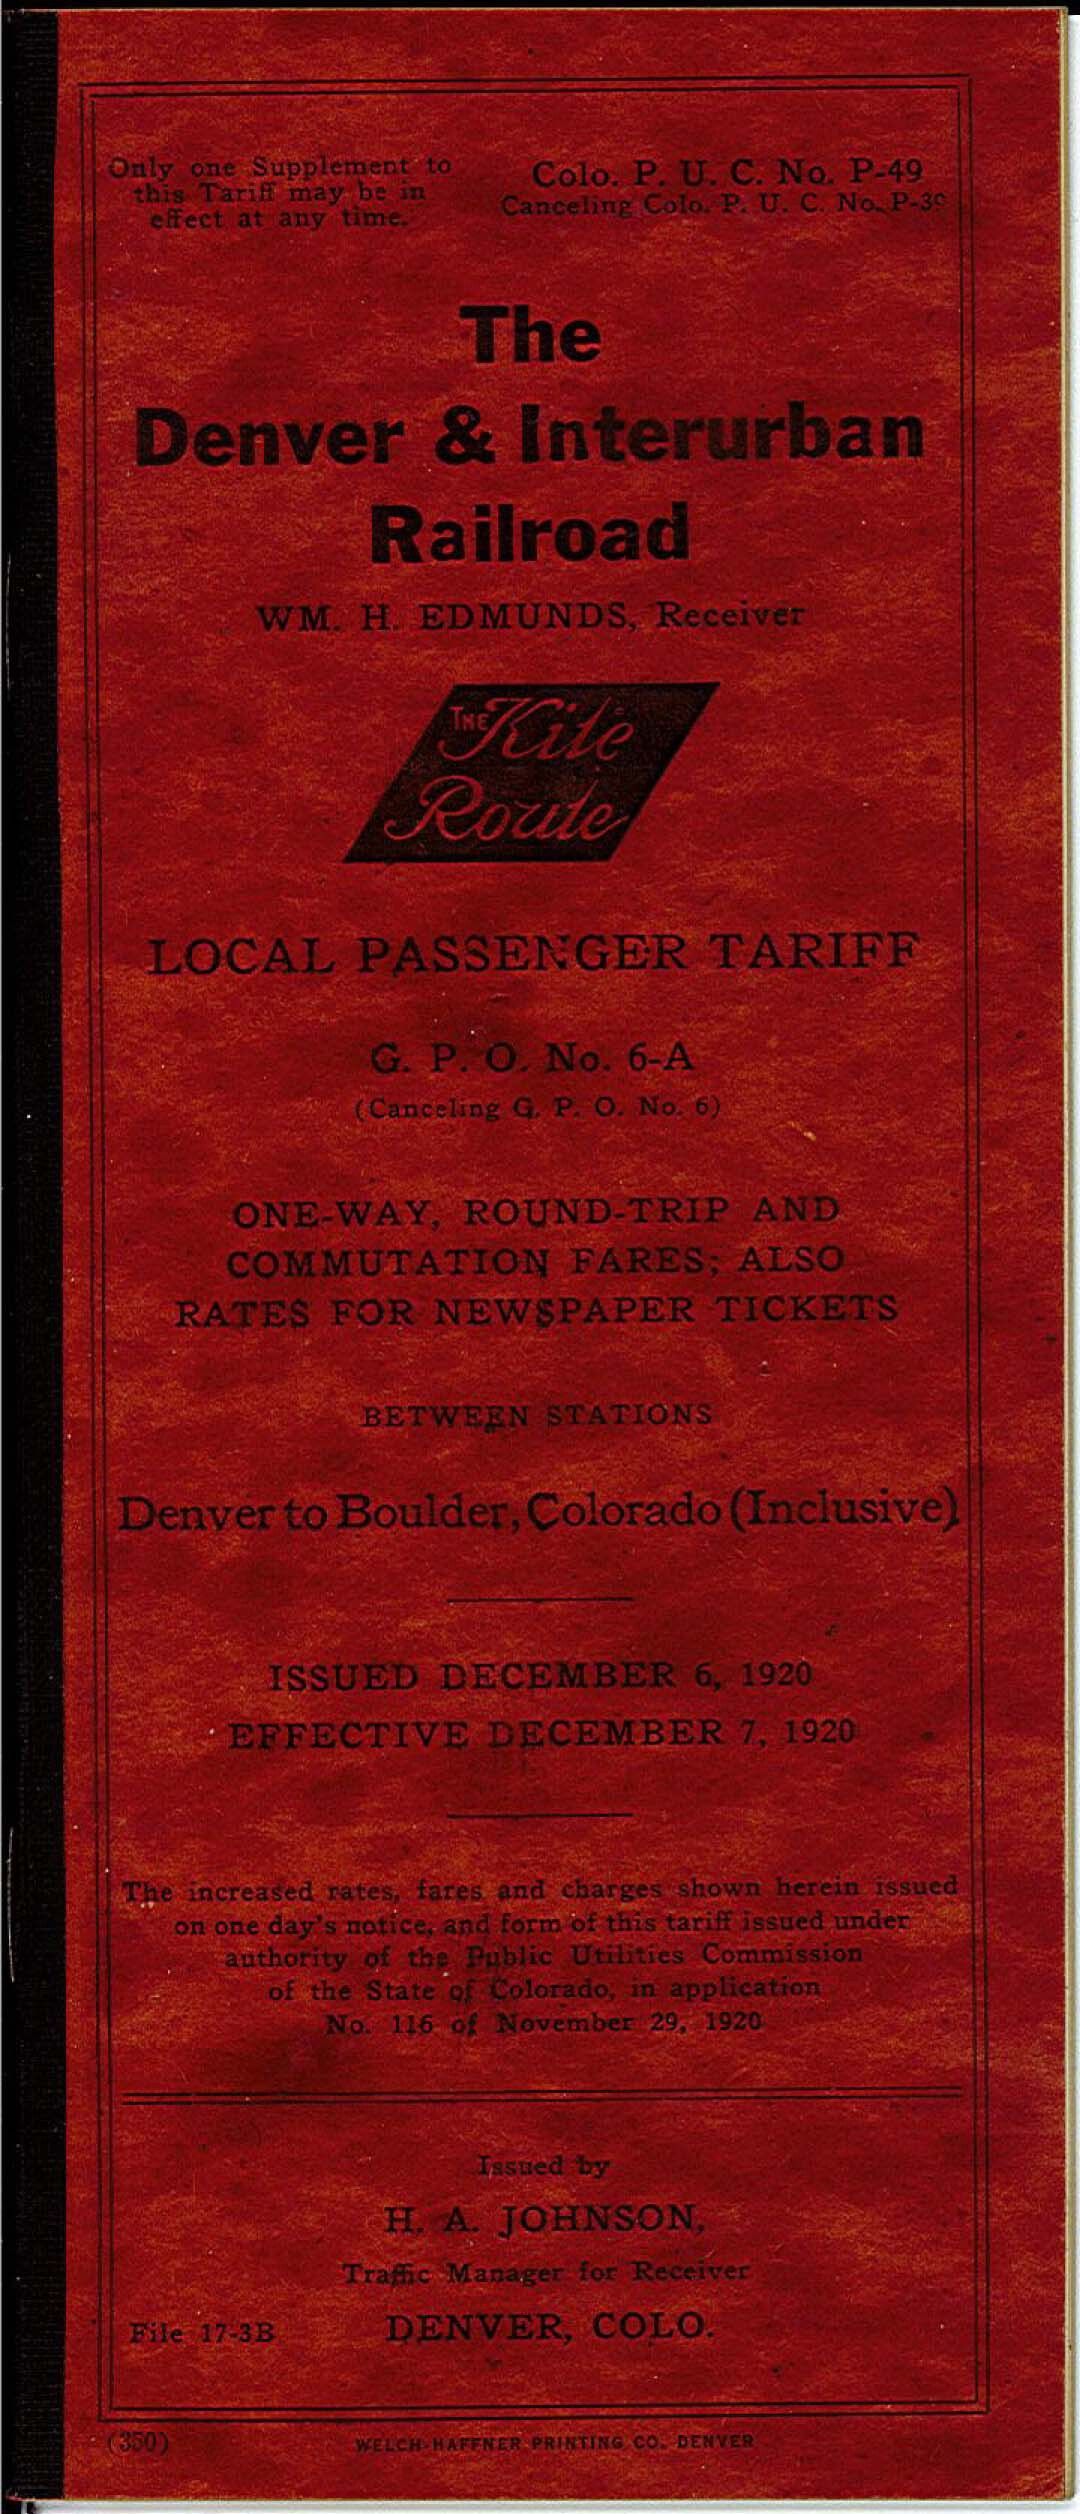 Only one Supplement to
this Tariff may be in
effect at any time.
Colo. P. U. C. No. P-49
Canceling Colo. P. U. C. No. P-39
The
Denver & Interurban
Railroad
WM. H. EDMUNDS, Receiver
THE Kite
Route
LOCAL PASSENGER TARIFF
G. P. O. No. 6-A
(Canceling G. P. O. No. 6)
ONE-WAY, ROUND-TRIP AND
COMMUTATION FARES; ALSO
RATES FOR NEWSPAPER TICKETS
BETWEEN STATIONS
Denver to Boulder, Colorado (Inclusive)
ISSUED DECEMBER 6, 1920
EFFECTIVE DECEMBER 7, 1920
The increased rates, fares and charges shown herein issued
on one day's notice, and form of this tariff issued under
authority of the Public Utilities Commission
of the State of Colorado, in application
No. 116 of November 29, 1920
Issued by
H. A. JOHNSON,
Traffic Manager for Receiver
File 17-3B
DENVER, COLO.
(350)
WELCH-HAFFNER PRINTING CO. DENVER